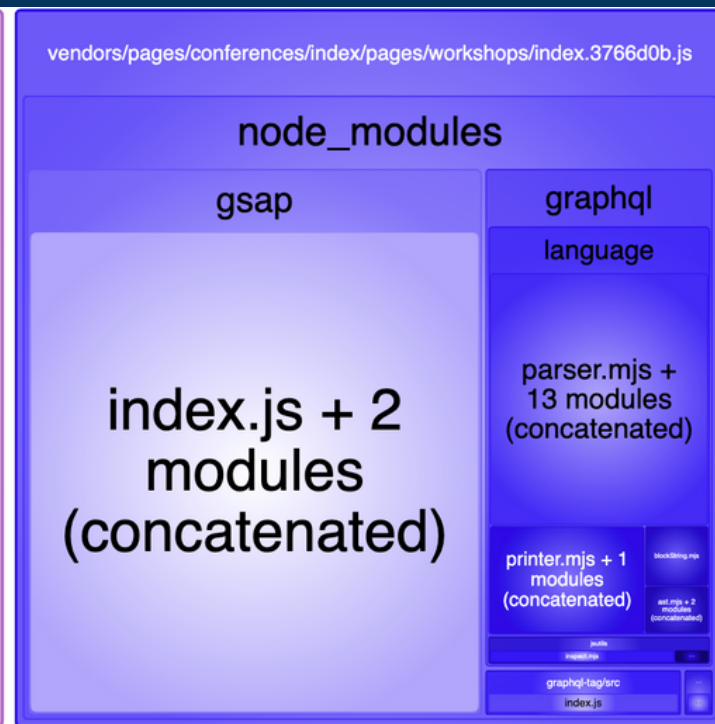 vendors/pages/conferences/index/pages/workshops/index.3766d0b.js
node_modules
gsap
index.js + 2
modules
(concatenated)
graphql
language
parser.mjs +
13 modules
(concatenated)
printer.mjs + 1
modules
(concatenated)
blockString.mjs
ast.mjs + 2
modules
(concatenated)
jsutils
inspect.mjs
graphql-tag/src
index.js